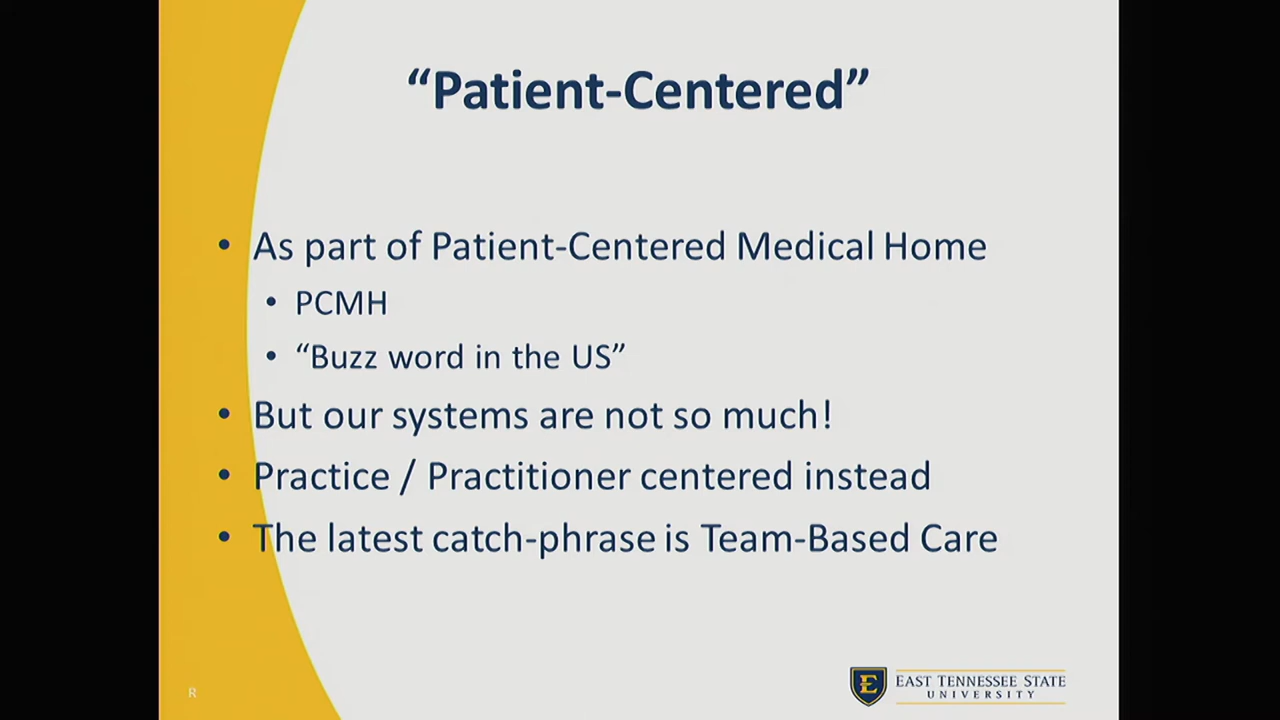 “Patient-Centered”
• As part of Patient-Centered Medical Home
• PCMH
• “Buzz word in the US”
• But our systems are not so much!
• Practice / Practitioner centered instead
• The latest catch-phrase is Team-Based Care
R
E
EAST TENNESSEE STATE
UNIVERSITY